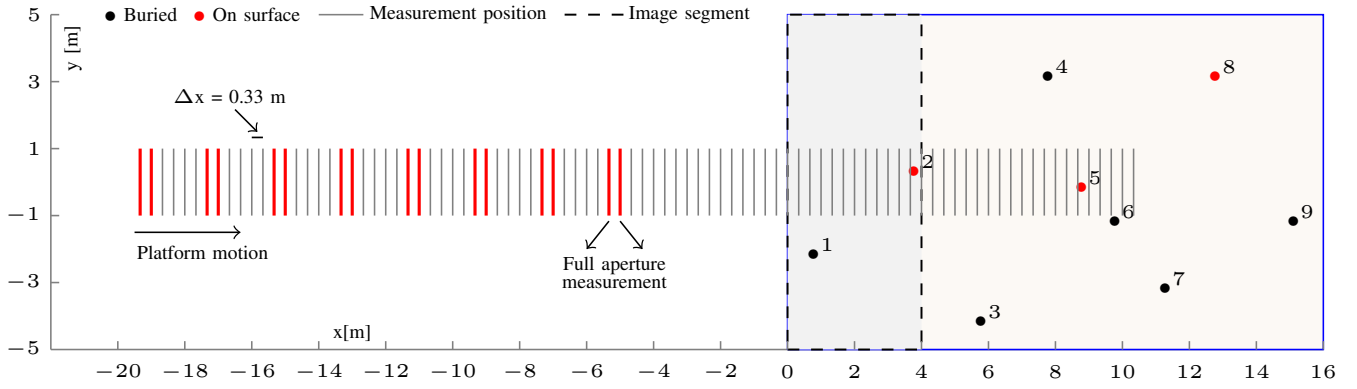 Buried On surface Measurement position Image segment
5
3
1
−1
−3
−5
y [m]
Δx = 0.33 m
4
8
2
5
6
9
1
7
3
Platform motion
Full aperture
measurement
x[m]
−20 −18 −16 −14 −12 −10 −8 −6 −4 −2 0 2 4 6 8 10 12 14 16